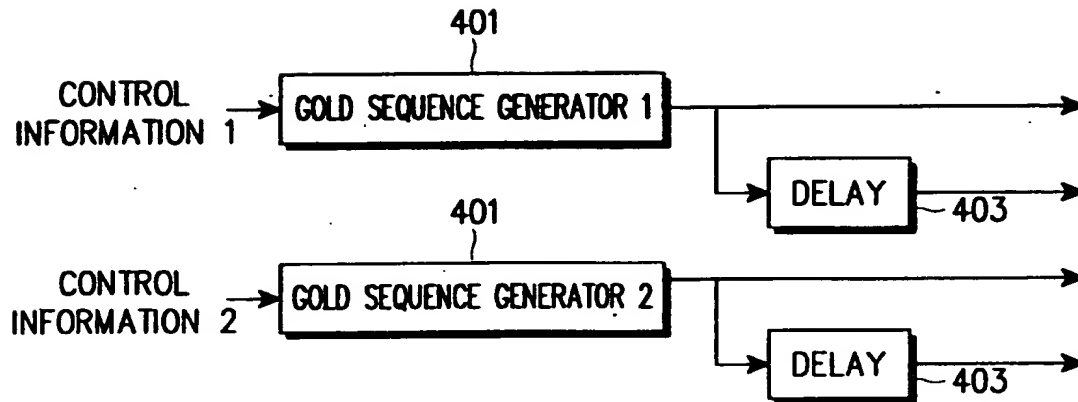 401
CONTROL
INFORMATION 1
GOLD SEQUENCE GENERATOR 1
DELAY
403
401
CONTROL
INFORMATION 2
GOLD SEQUENCE GENERATOR 2
DELAY
403